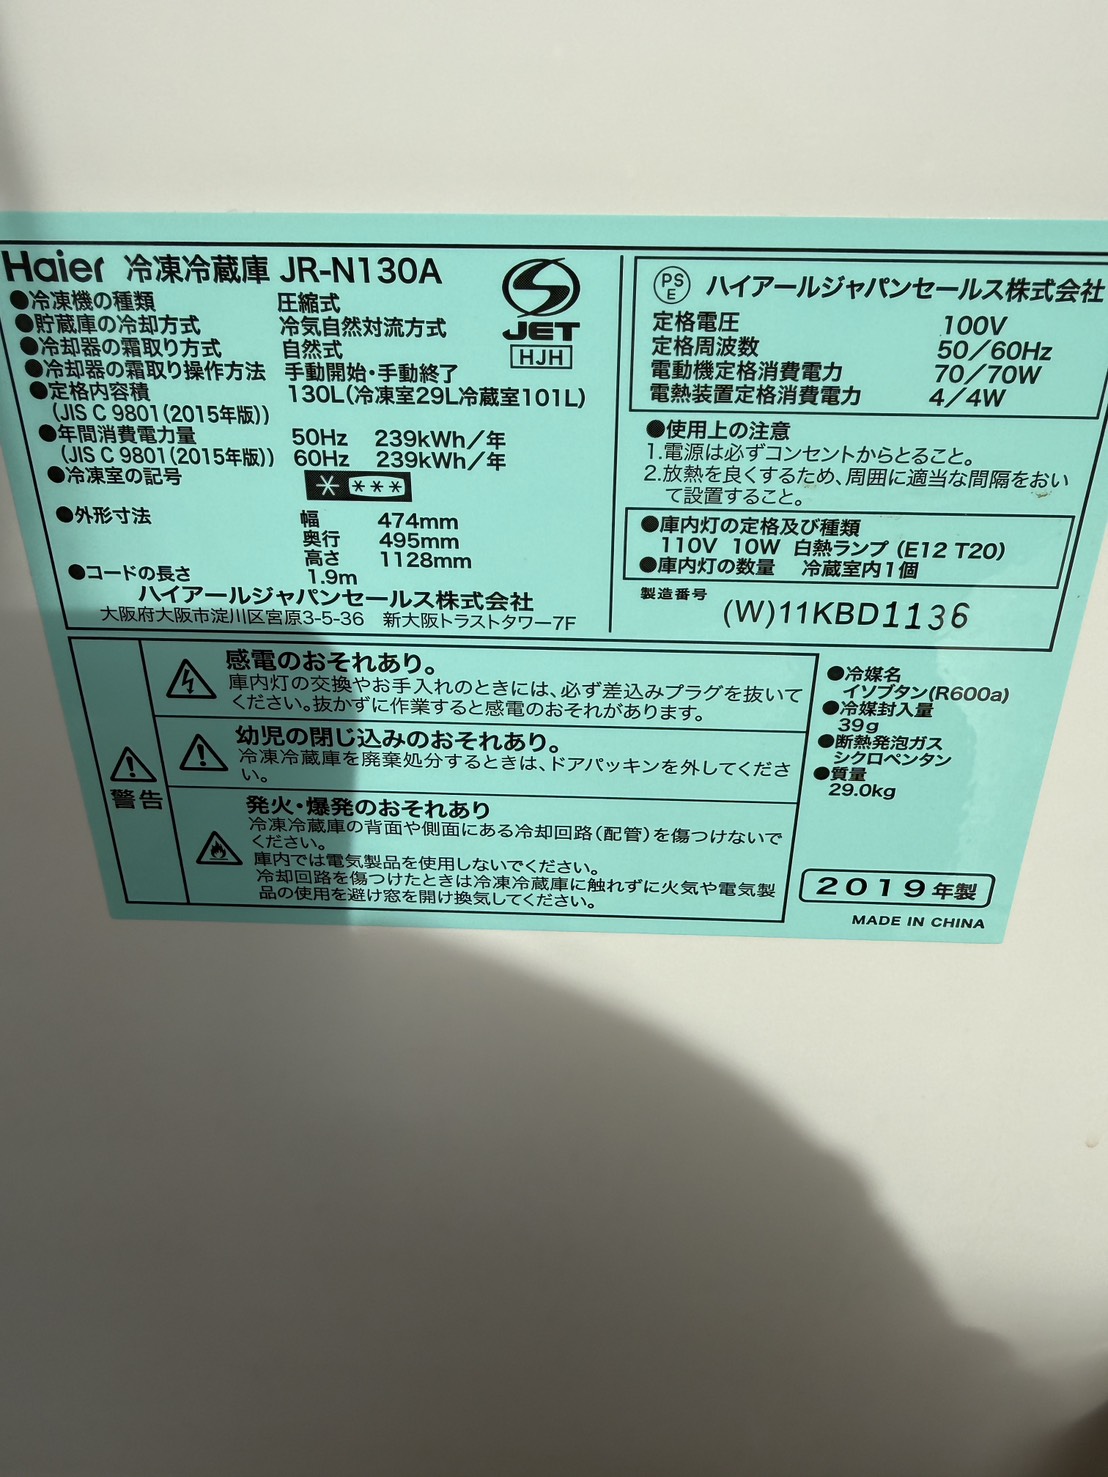 Haier 冷凍冷蔵庫 JR-N130A
●冷凍機の種類 圧縮式
●貯蔵庫の冷却方式 冷気自然対流方式
●冷却器の霜取り方式 自然式
●冷却器の霜取り操作方法 手動開始・手動終了
●定格内容積 130L(冷凍室29L冷蔵室101L)
(JIS C 9801(2015年版))
●年間消費電力量 50Hz 239kWh/年
(JIS C 9801(2015年版)) 60Hz 239kWh/年
●冷凍室の記号 * ***
●外形寸法 幅 474mm
奥行 495mm
高さ 1128mm
●コードの長さ 1.9m
ハイアールジャパンセールス株式会社
大阪府大阪市淀川区宮原3-5-36 新大阪トラストタワー7F
JET
HJH
PS
E
ハイアールジャパンセールス株式会社
定格電圧 100V
定格周波数 50/60Hz
電動機定格消費電力 70/70W
電熱装置定格消費電力 4/4W
●使用上の注意
1.電源は必ずコンセントからとること。
2.放熱を良くするため、周囲に適当な間隔をおい
て設置すること。
●庫内灯の定格及び種類
110V 10W 白熱ランプ (E12 T20)
●庫内灯の数量 冷蔵室内1個
製造番号 (W)11KBD1136
警告
感電のおそれあり。
庫内灯の交換やお手入れのときには、必ず差込みプラグを抜いて
ください。抜かずに作業すると感電のおそれがあります。
幼児の閉じ込みのおそれあり。
冷凍冷蔵庫を廃棄処分するときは、ドアパッキンを外してくださ
い。
発火・爆発のおそれあり
冷凍冷蔵庫の背面や側面にある冷却回路(配管)を傷つけないで
ください。
庫内では電気製品を使用しないでください。
冷却回路を傷つけたときは冷凍冷蔵庫に触れずに火気や電気製
品の使用を避け窓を開け換気してください。
●冷媒名
イソブタン(R600a)
●冷媒封入量
39g
●断熱発泡ガス
シクロペンタン
●質量
29.0kg
2019年製
MADE IN CHINA